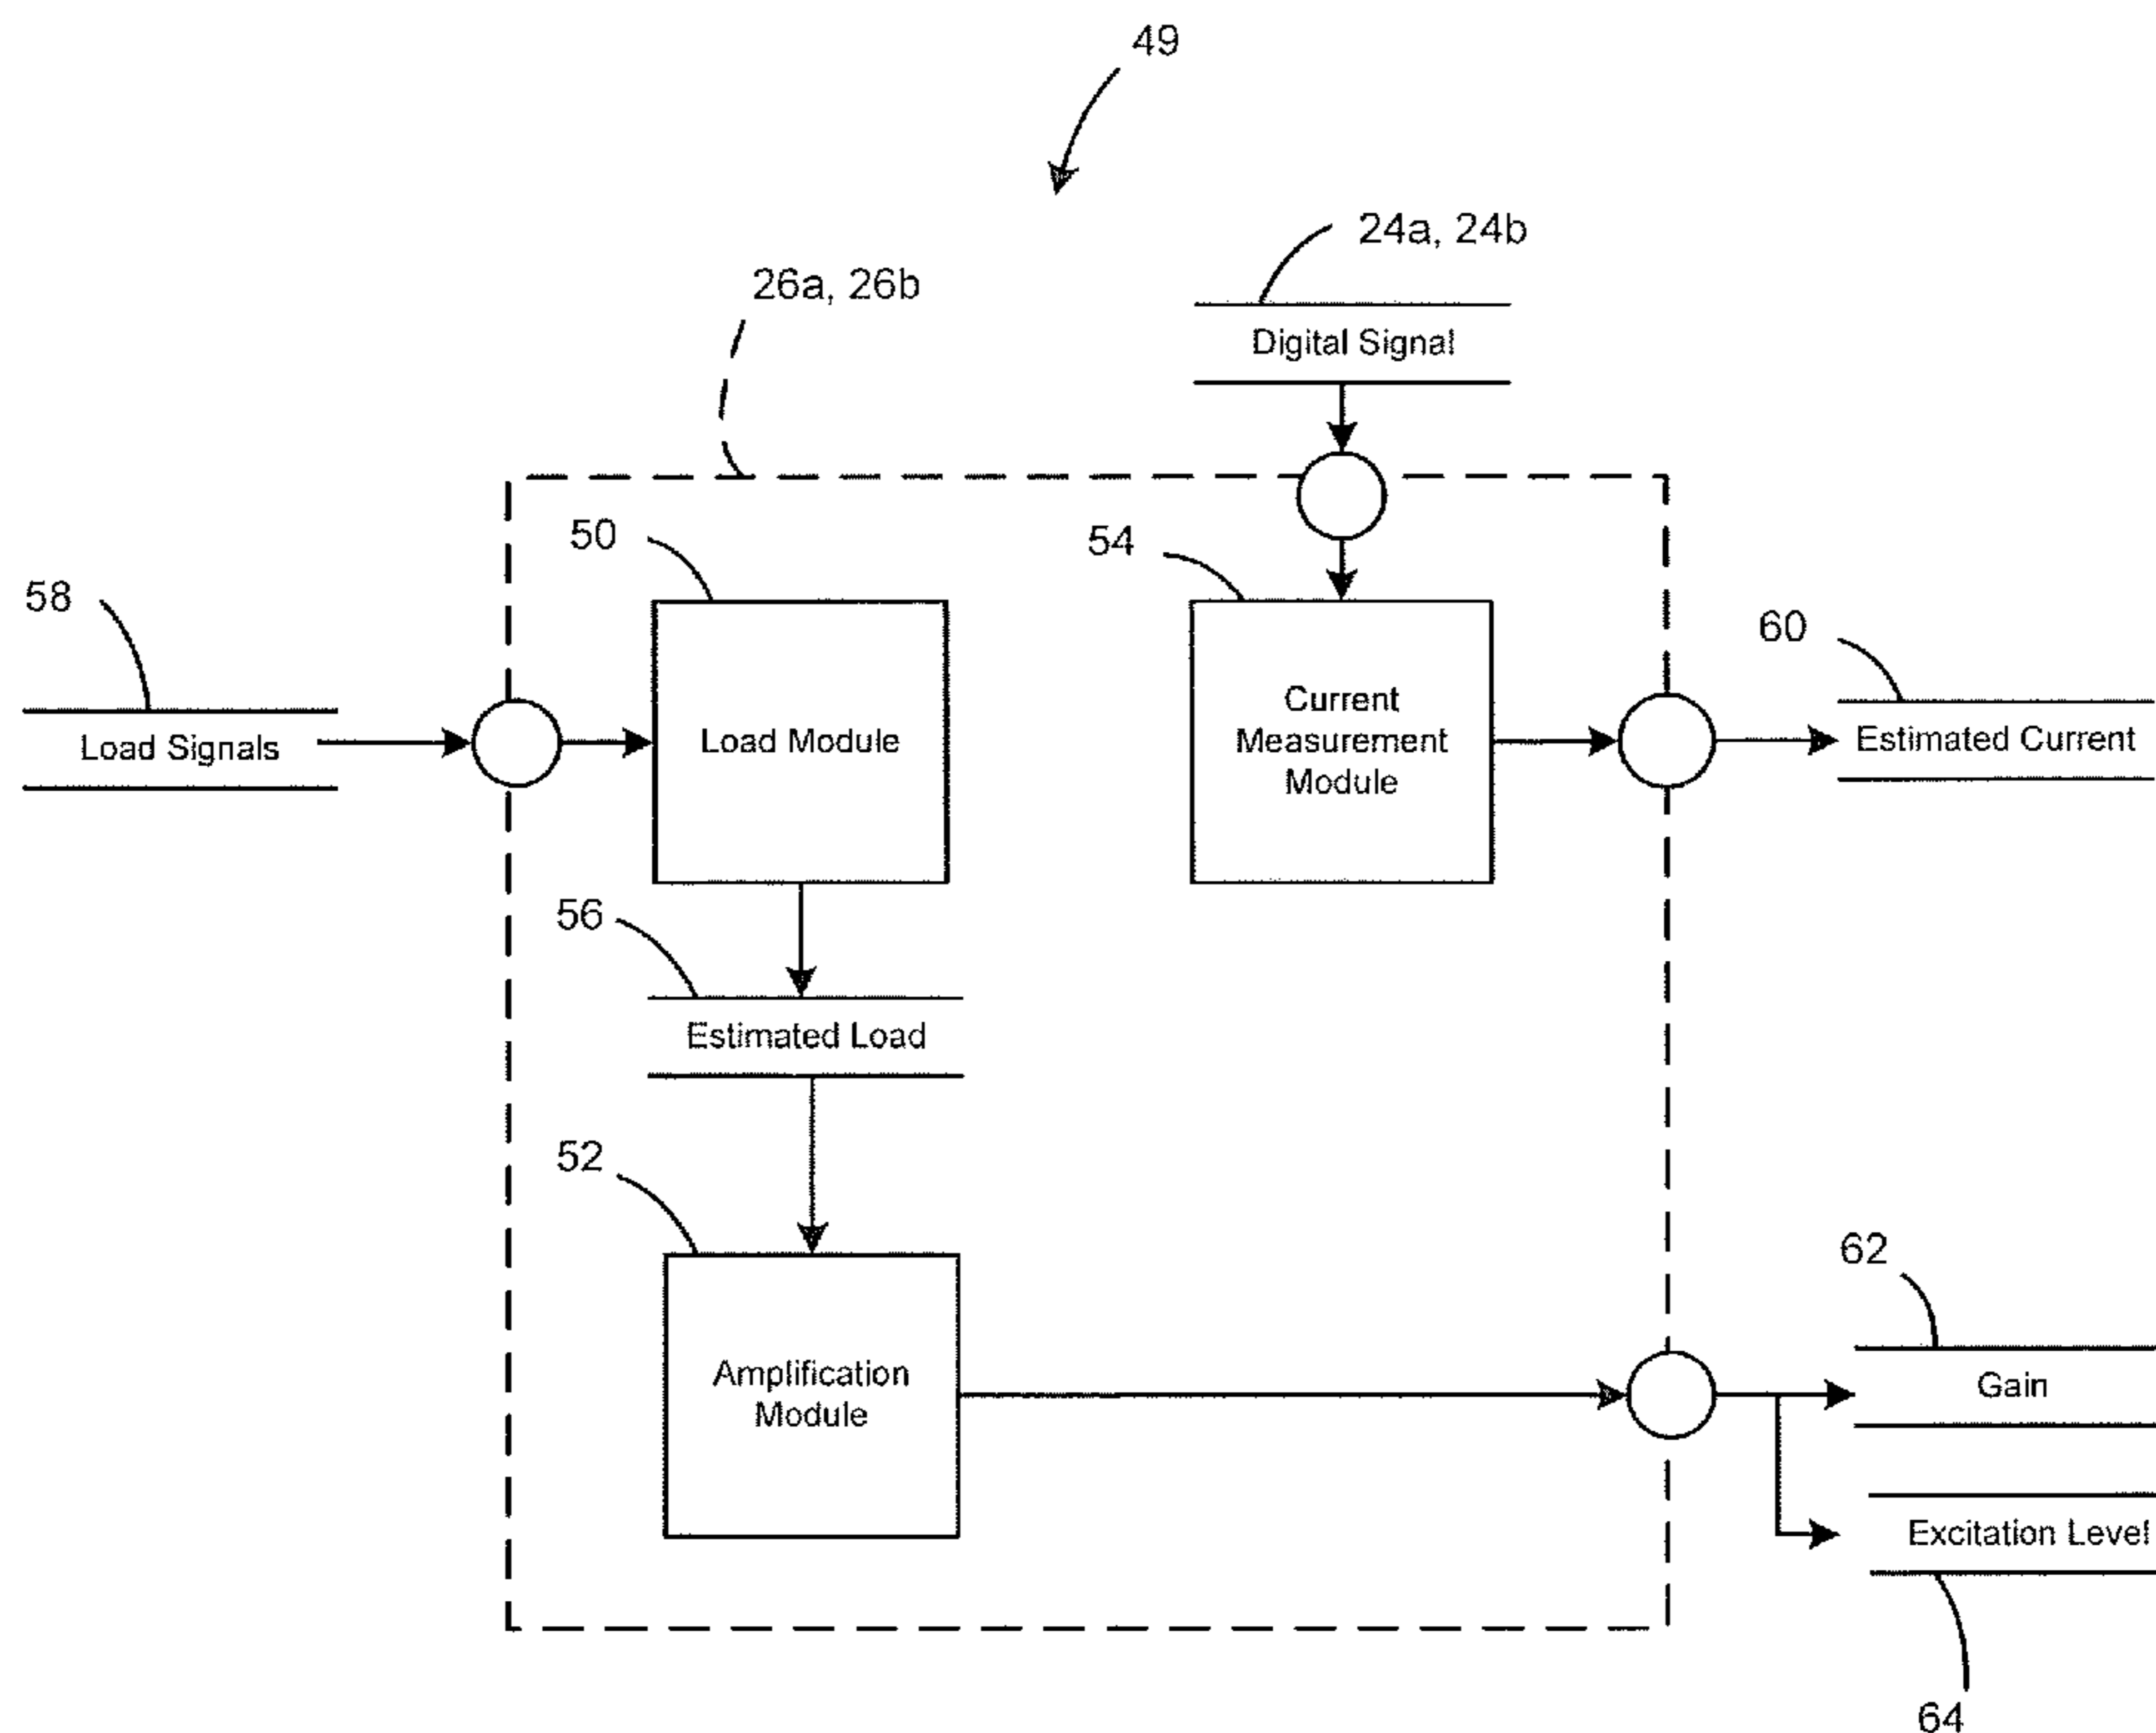 49
24a, 24b
26a, 26b
Digital Signal
50
54
58
60
Load Signals
Load Module
Current
Measurement
Module
Estimated Current
56
Estimated Load
52
62
Amplification
Module
Gain
Excitation Level
64